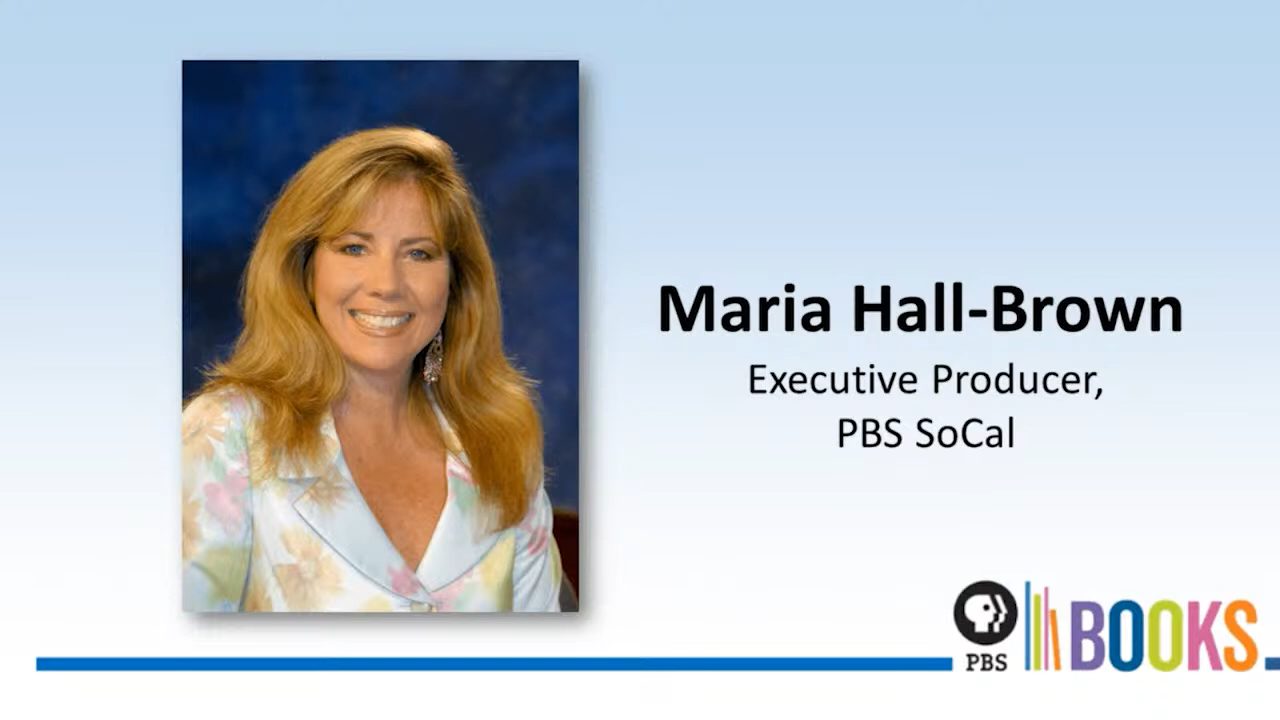 Maria Hall-Brown
Executive Producer,
PBS SoCal
PBS
BOOKS